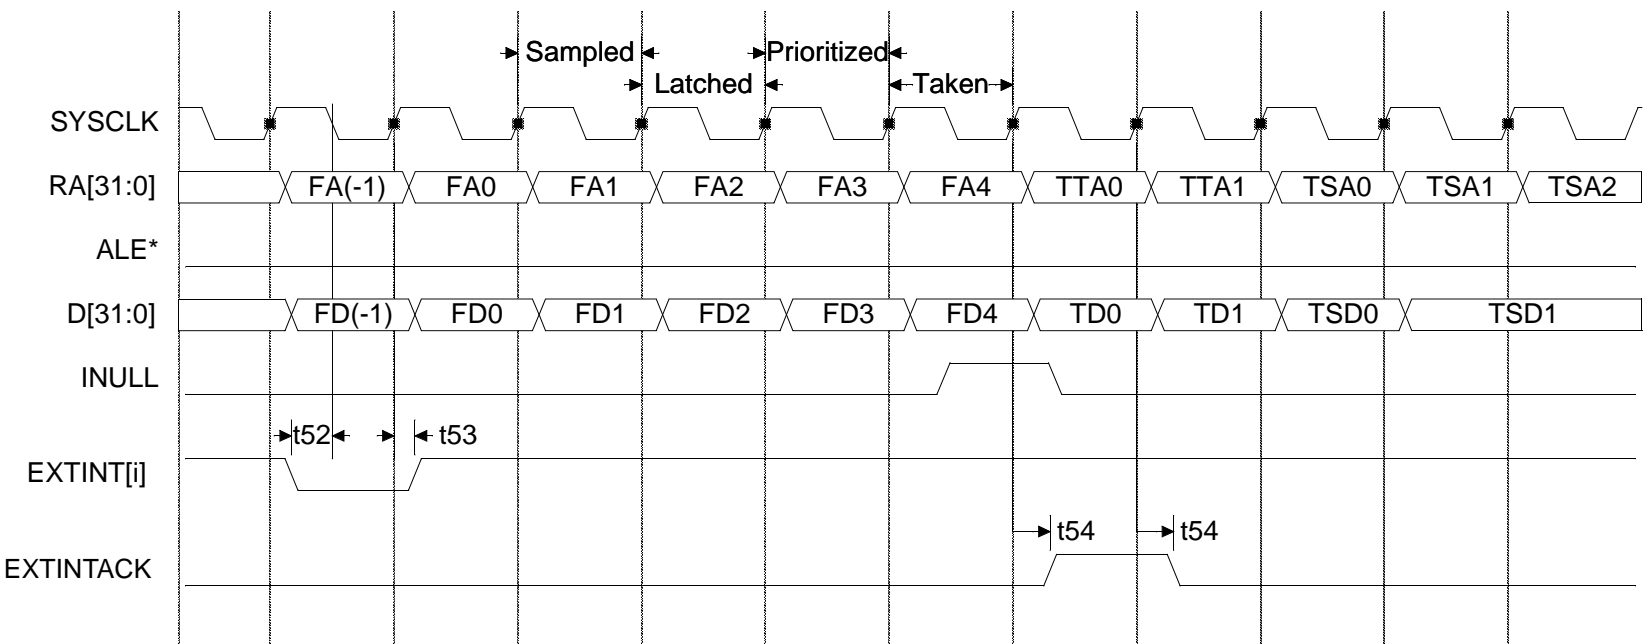 Sampled Prioritized
Latched Taken
SYSCLK
RA[31:0] FA(-1) FA0 FA1 FA2 FA3 FA4 TTA0 TTA1 TSA0 TSA1 TSA2
ALE*
D[31:0] FD(-1) FD0 FD1 FD2 FD3 FD4 TD0 TD1 TSD0 TSD1
INULL
t52 t53
EXTINT[i]
t54 t54
EXTINTACK